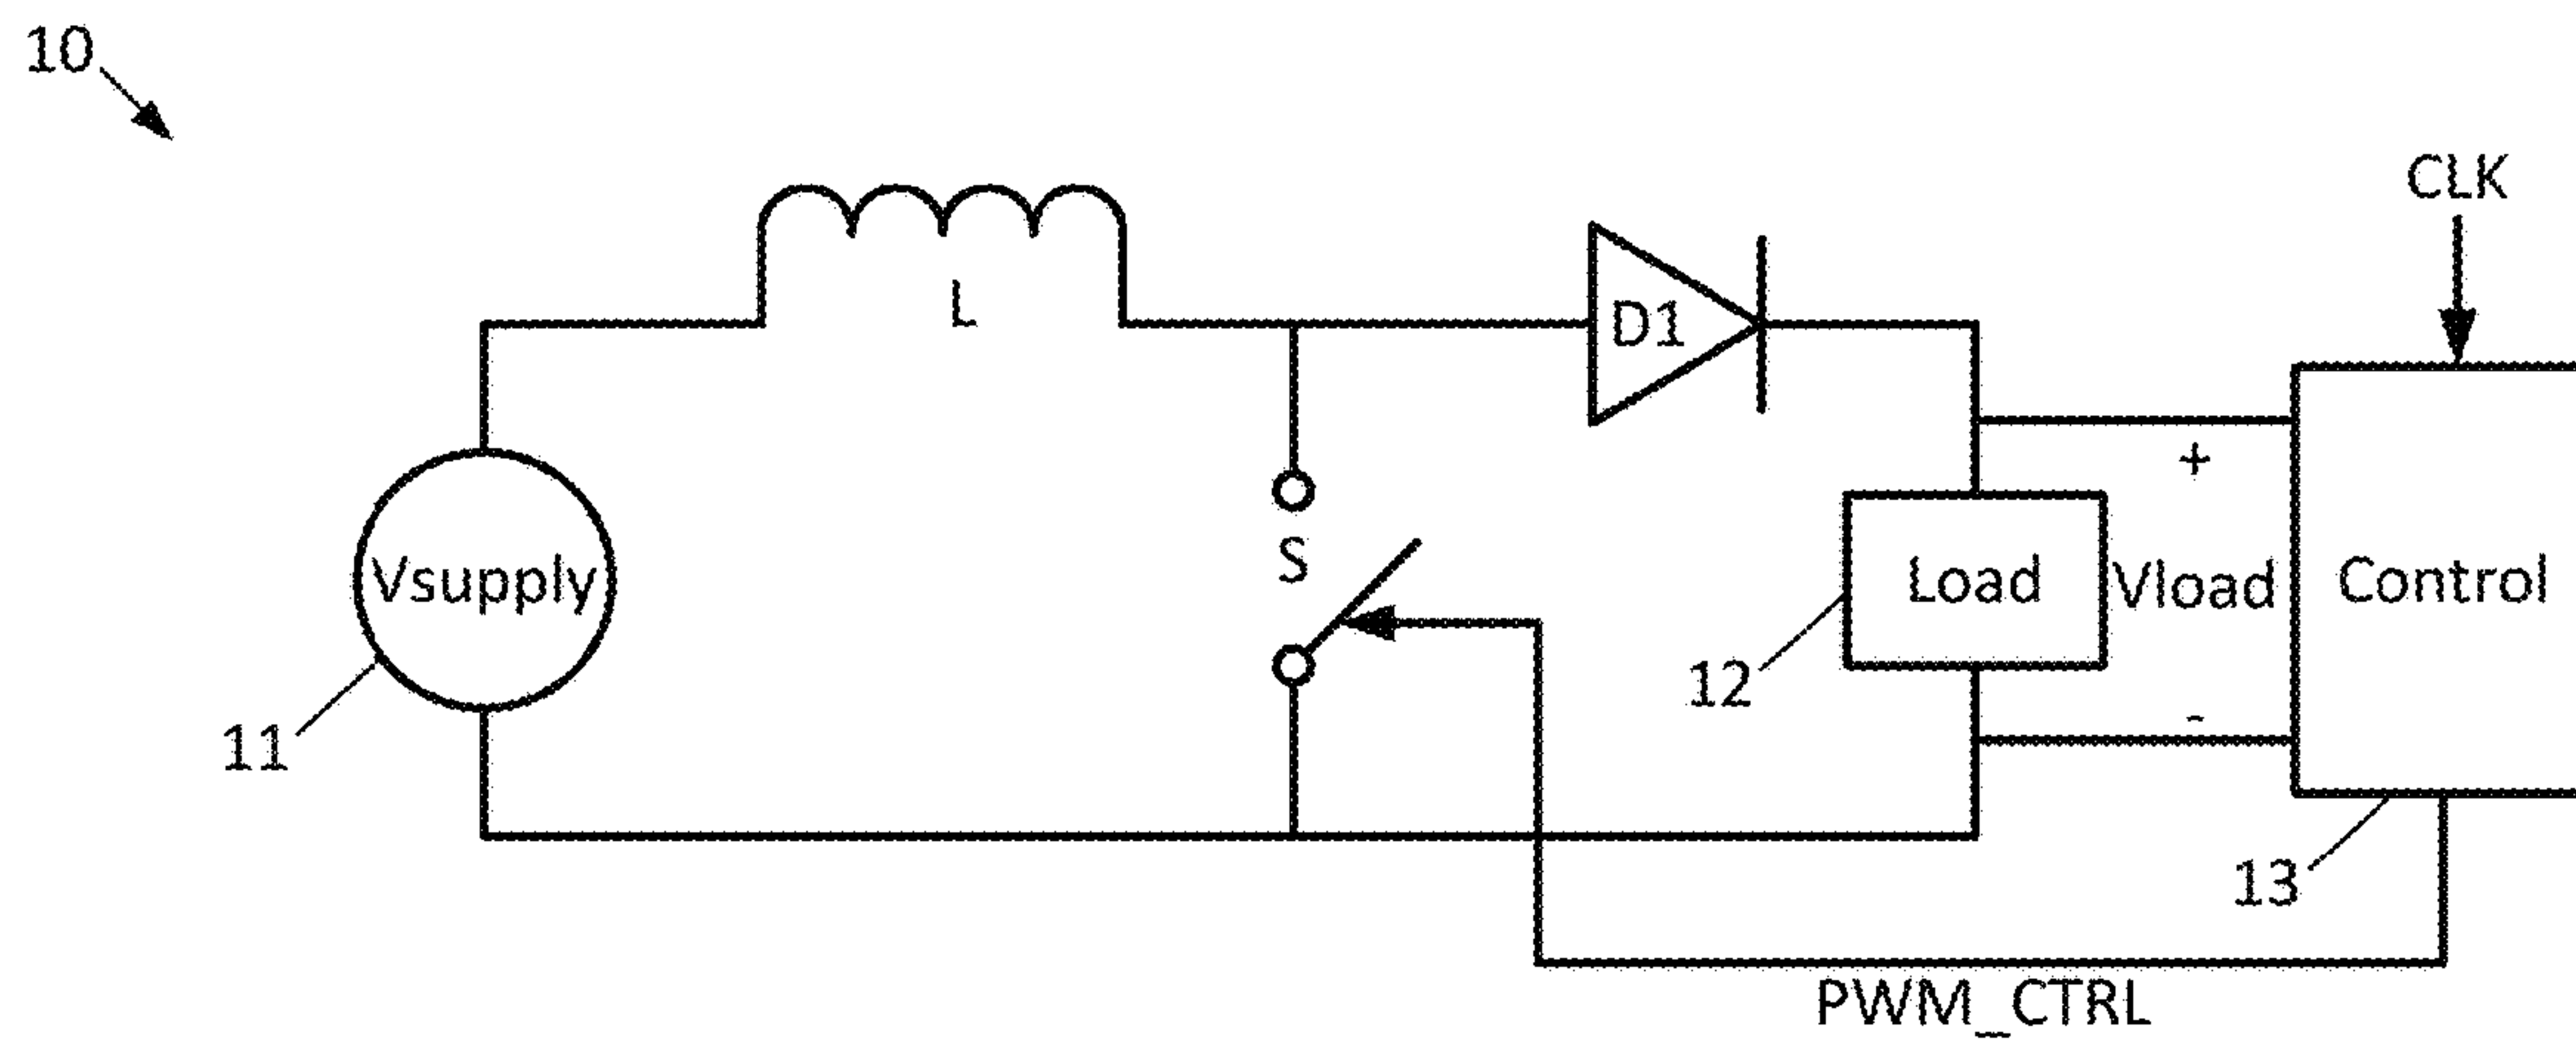 10
CLK
L
D1
+
S
Vsupply
Load
Vload
Control
12
-
11
13
PWM_CTRL